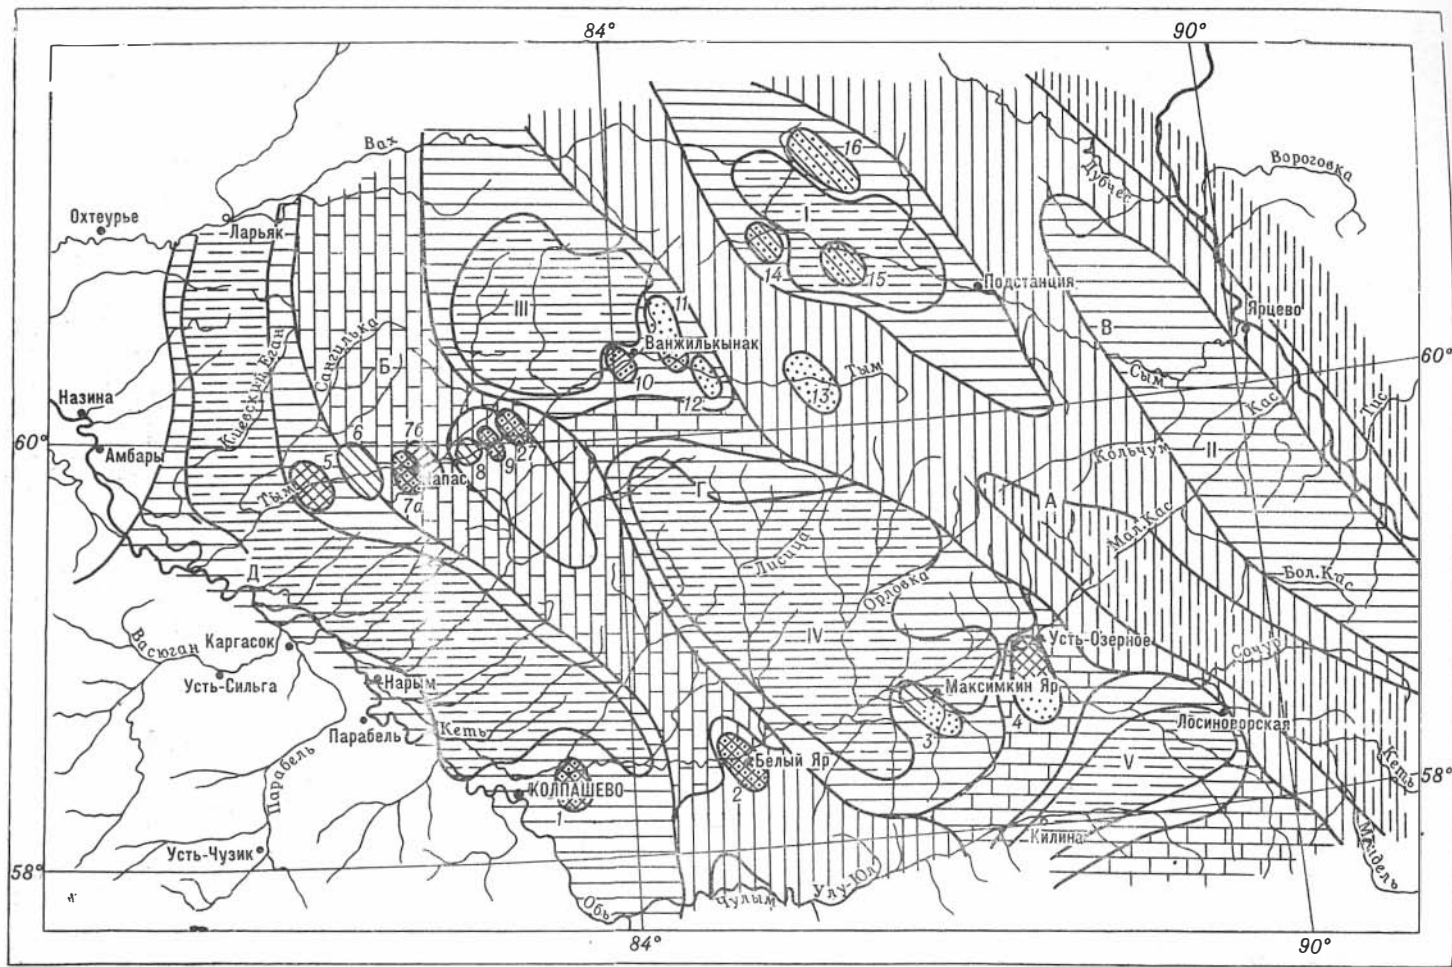 84°
90°
Вах
Вороговка
16
Дубчес
Охтеурье
Ларьяк
I
14
15
Подстанция
III
11
Ярцево
В
Киевский Еган
Сангилька
Б
Ванжилькынак
10
12
13
Тым
Сым
60°
Назина
Кас
Тис
60°
Амбары
6
7б
5
8
9
27
Кольчум
II
Тым
7а
Г
А
Мал.Кас
Лисица
Бол.Кас
Д
Орловка
Васюган
Каргасок
IV
Усть-Озерное
Сочур
Усть-Сильга
Нарым
Максимкин Яр
Парабель
Кеть
3
4
Лосиноворская
Белый Яр
V
Кеть
58°
КОЛПАШЕВО
2
Парабель
1
Килина
Усть-Чузик
58°
Улу-Юл
Чулым
Обь
84°
90°